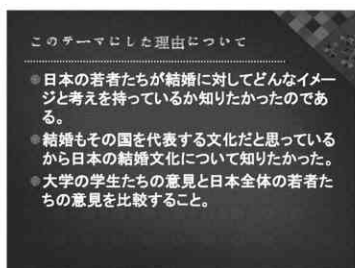 このテーマにした理由について
日本の若者たちが結婚に対してどんなイメー
ジと考えを持っているか知りたかったのであ
る。
結婚もその国を代表する文化だと思っている
から日本の結婚文化について知りたかった。
大学の学生たちの意見と日本全体の若者た
ちの意見を比較すること。